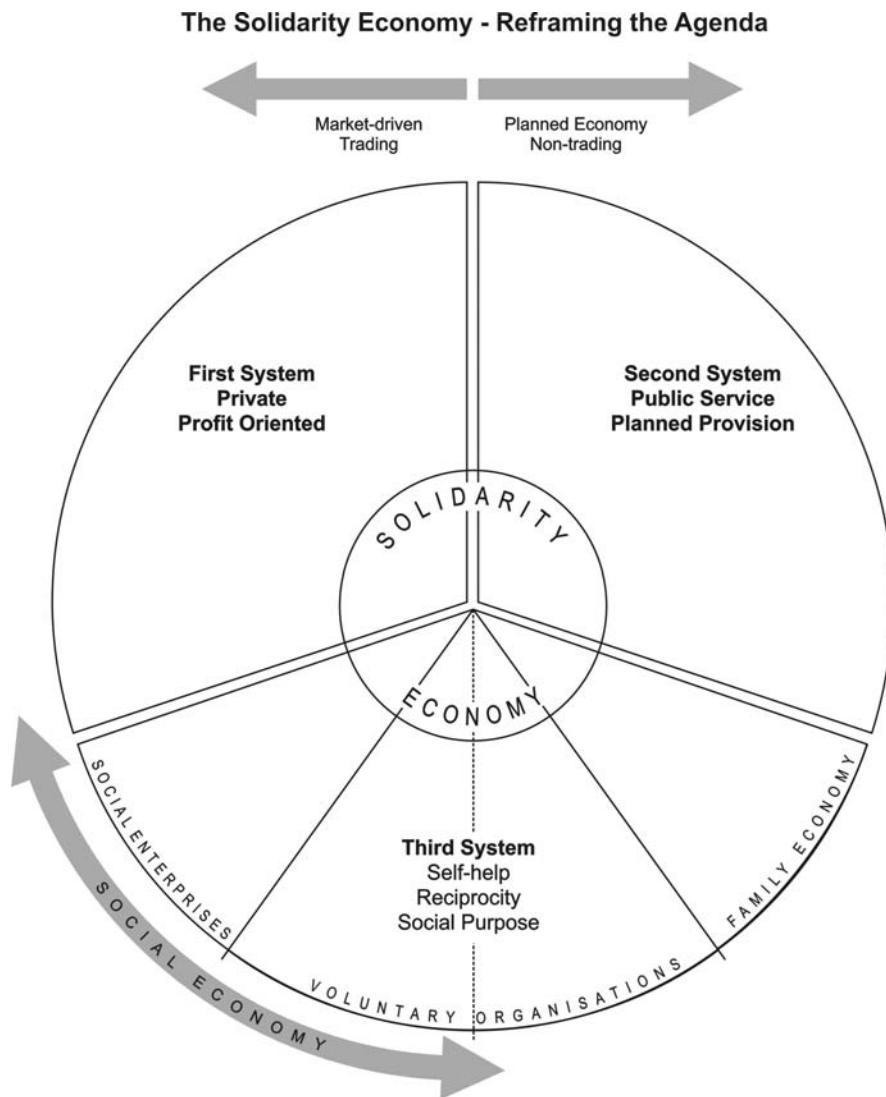 The Solidarity Economy - Reframing the Agenda
Market-driven
Trading
Planned Economy
Non-trading
First System
Private
Profit Oriented
Second System
Public Service
Planned Provision
SOLIDARITY
ECONOMY
SOCIAL ENTERPRISES
Third System
Self-help
Reciprocity
Social Purpose
FAMILY ECONOMY
VOLUNTARY ORGANISATIONS
SOCIAL ECONOMY